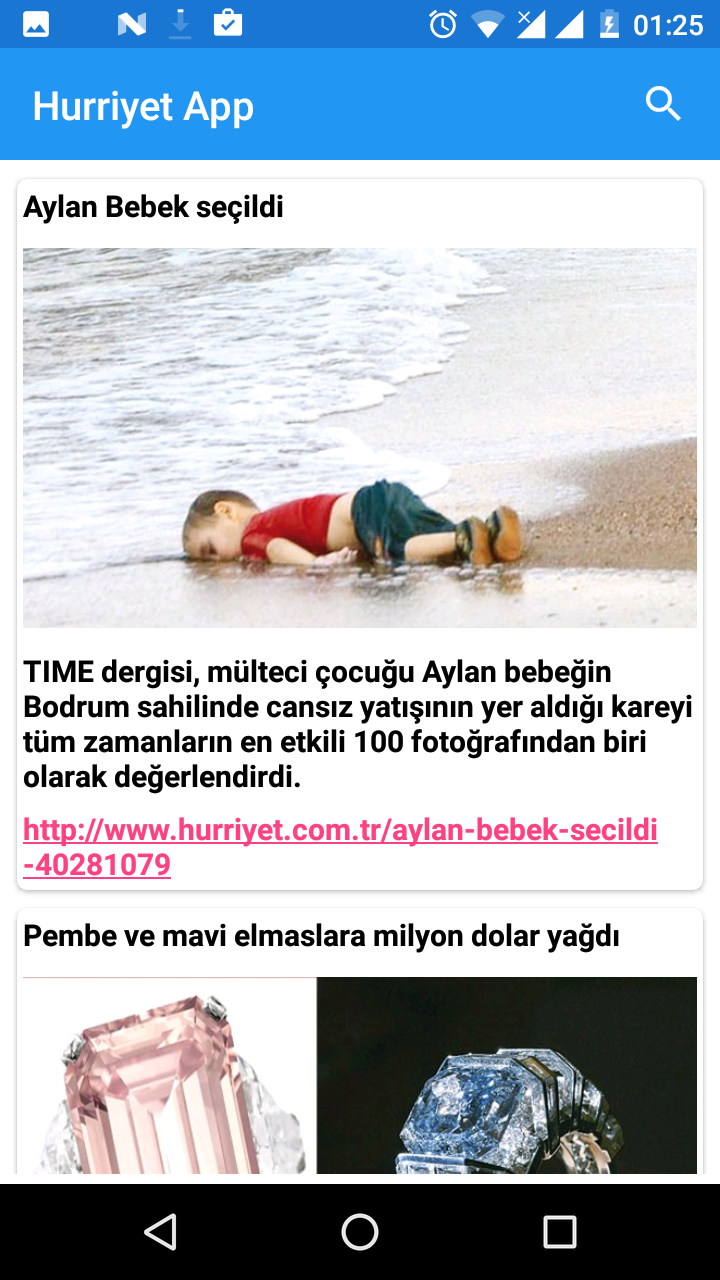 01:25
Hurriyet App
Aylan Bebek seçildi
TIME dergisi, mülteci çocuğu Aylan bebeğin
Bodrum sahilinde cansız yatışının yer aldığı kareyi
tüm zamanların en etkili 100 fotoğrafından biri
olarak değerlendirdi.
http://www.hurriyet.com.tr/aylan-bebek-secildi
-40281079
Pembe ve mavi elmaslara milyon dolar yağdı